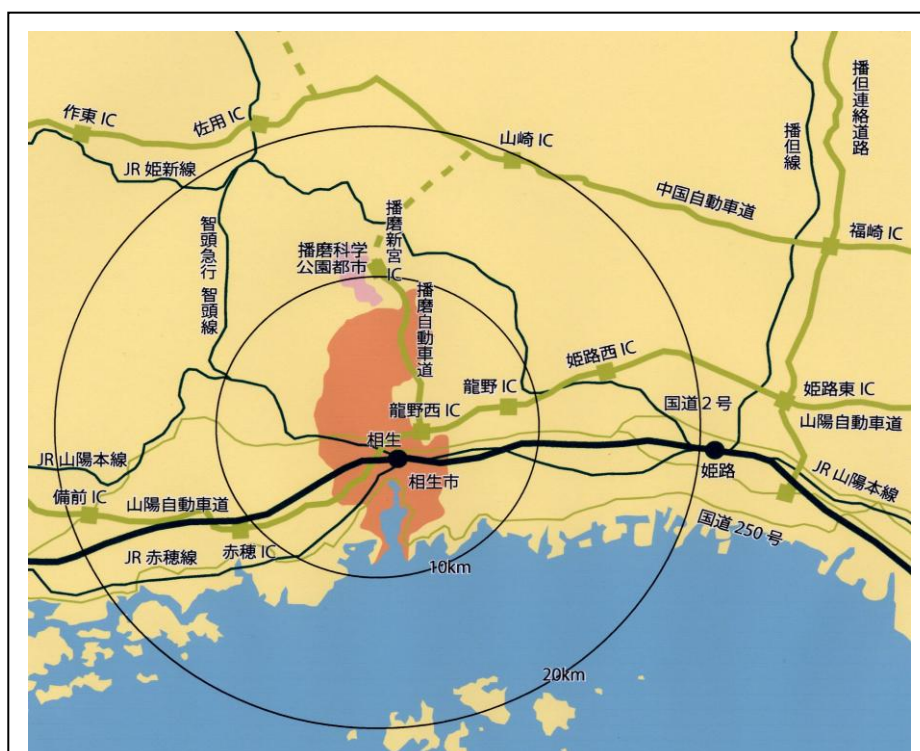 作東 IC
佐用 IC
山崎 IC
播但線
播但連絡道路
JR 姫新線
中国自動車道
福崎 IC
智頭急行 智頭線
播磨新宮 IC
播磨科学
公園都市
播磨自動車道
姫路西 IC
龍野 IC
龍野西 IC
国道2号
姫路東 IC
山陽自動車道
相生
JR 山陽本線
相生市
姫路
JR 山陽本線
備前 IC
山陽自動車道
国道 250 号
赤穂 IC
JR 赤穂線
10km
20km